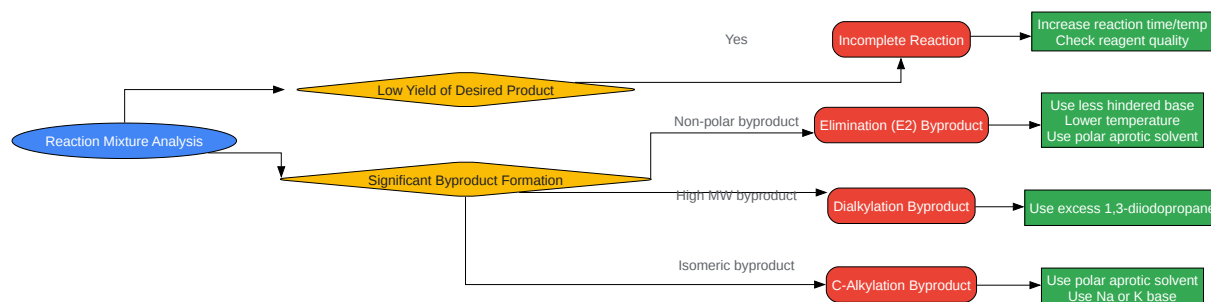 Increase reaction time/temp
Check reagent quality
Yes
Incomplete Reaction
Low Yield of Desired Product
Use less hindered base
Lower temperature
Use polar aprotic solvent
Non-polar byproduct
Elimination (E2) Byproduct
Reaction Mixture Analysis
Significant Byproduct Formation
High MW byproduct
Dialkylation Byproduct
Use excess 1,3-diiodopropane
Isomeric byproduct
C-Alkylation Byproduct
Use polar aprotic solvent
Use Na or K base